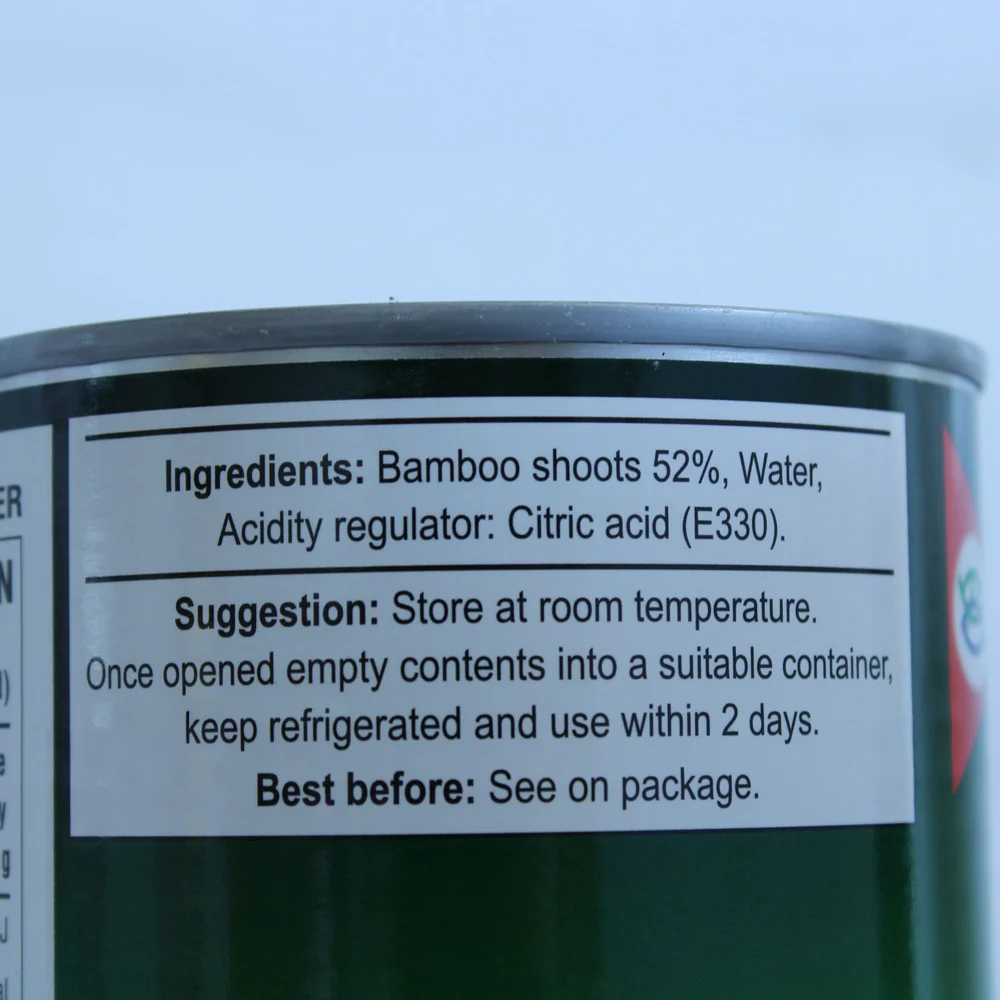 Ingredients: Bamboo shoots 52%, Water,
Acidity regulator: Citric acid (E330).
Suggestion: Store at room temperature.
Once opened empty contents into a suitable container,
keep refrigerated and use within 2 days.
Best before: See on package.
ER
N
)
e
y
g
J